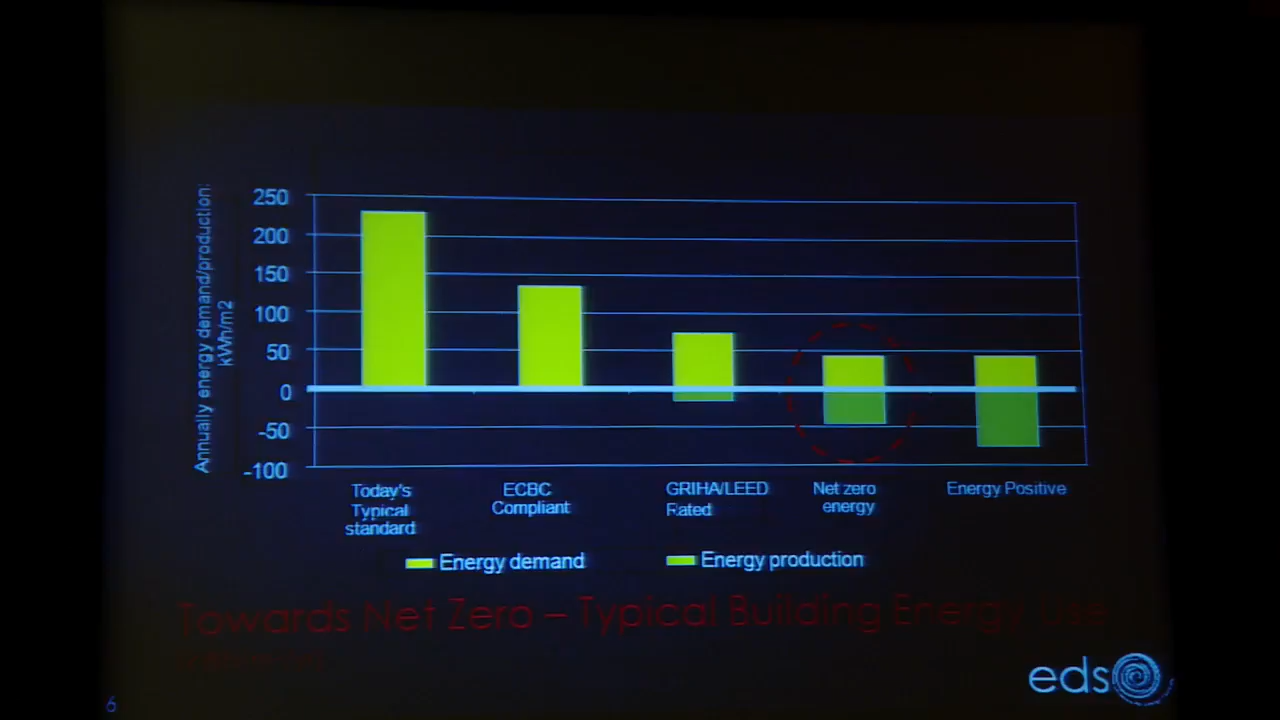 Annually energy demand/production:
kWh/m2
250
200
150
100
50
0
-50
-100
Today's
Typical
standard
ECBC
Compliant
GRIHA/LEED
Rated
Net zero
energy
Energy Positive
Energy demand
Energy production
Towards Net Zero – Typical Building Energy Use
eds
6